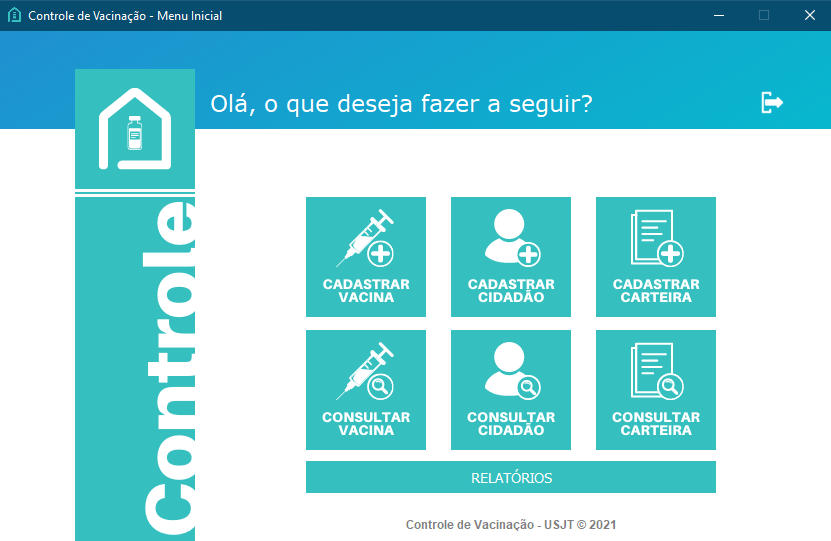 Controle de Vacinação - Menu Inicial
Olá, o que deseja fazer a seguir?
Controle
CADASTRAR
VACINA
CADASTRAR
CIDADÃO
CADASTRAR
CARTEIRA
CONSULTAR
VACINA
CONSULTAR
CIDADÃO
CONSULTAR
CARTEIRA
RELATÓRIOS
Controle de Vacinação - USJT © 2021